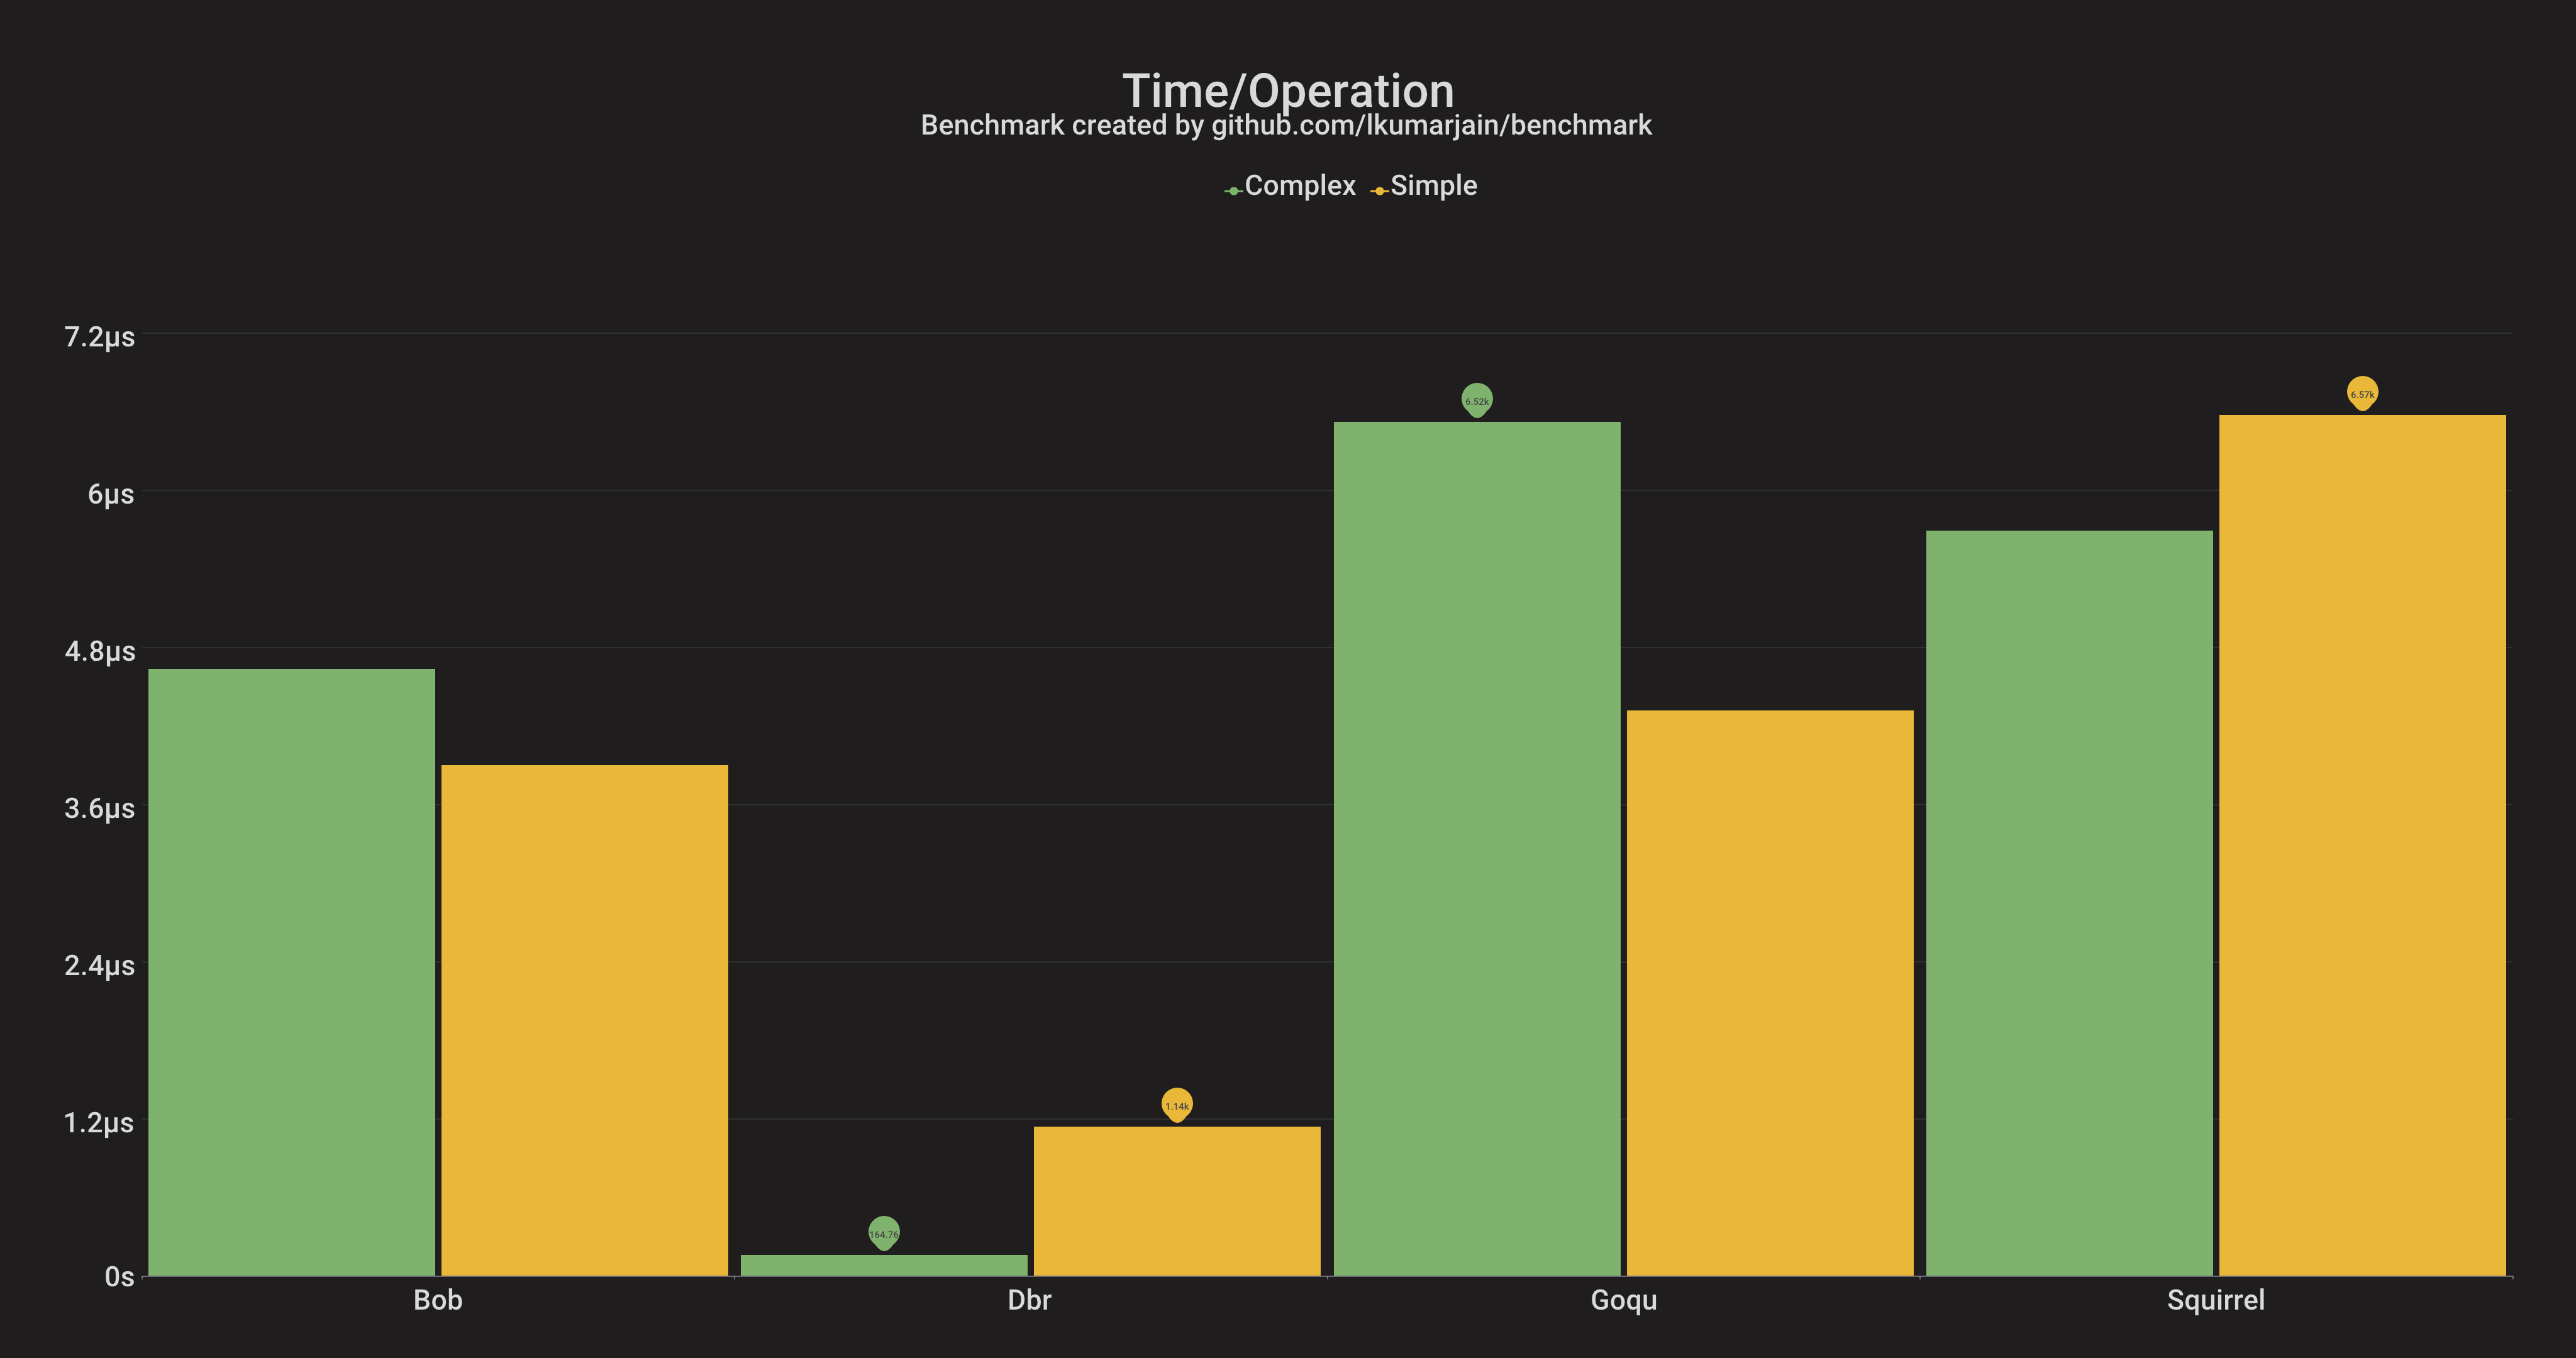 Time/Operation
Benchmark created by github.com/lkumarjain/benchmark
Complex Simple
7.2µs
6.52k 6.57k
6µs
4.8µs
3.6µs
2.4µs
1.14k
1.2µs
164.76
0s
Bob Dbr Goqu Squirrel